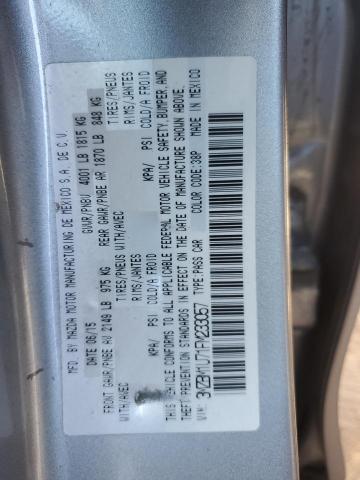 MFD. BY MAZDA MOTOR MANUFACTURING DE MEXICO S.A. DE C.V.
DATE 06/15 GVWR/PNBV 4001 LB 1815 KG
FRONT GAWR/PNBE AV 2149 LB 975 KG REAR GAWR/PNBE AR 1870 LB 848 KG
WITH/AVEC TIRES/PNEUS WITH/AVEC TIRES/PNEUS
RIMS/JANTES RIMS/JANTES
KPA/ PSI COLD/A FROID KPA/ PSI COLD/A FROID
THIS VEHICLE CONFORMS TO ALL APPLICABLE FEDERAL MOTOR VEHICLE SAFETY, BUMPER, AND
THEFT PREVENTION STANDARDS IN EFFECT ON THE DATE OF MANUFACTURE SHOWN ABOVE.
VIN: 3MZBM1U71FM233057 TYPE: PASS CAR COLOR CODE: 38P MADE IN MEXICO